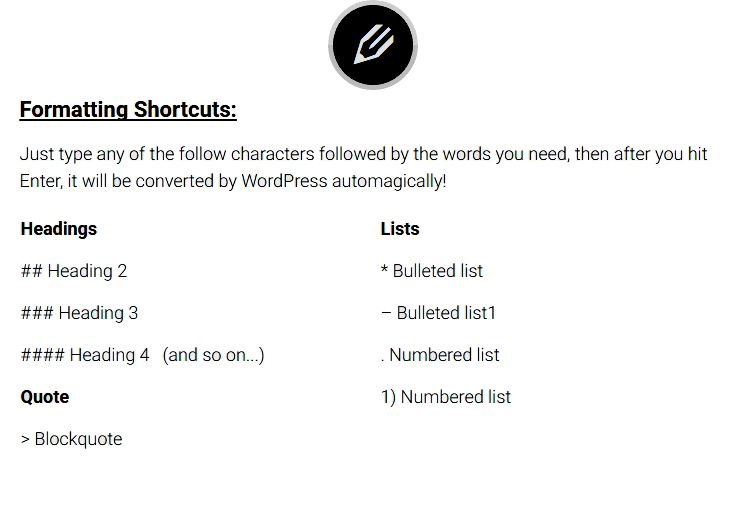 Formatting Shortcuts:
Just type any of the follow characters followed by the words you need, then after you hit
Enter, it will be converted by WordPress automagically!
Headings
## Heading 2
### Heading 3
#### Heading 4 (and so on...)
Quote
> Blockquote
Lists
* Bulleted list
– Bulleted list1
. Numbered list
1) Numbered list